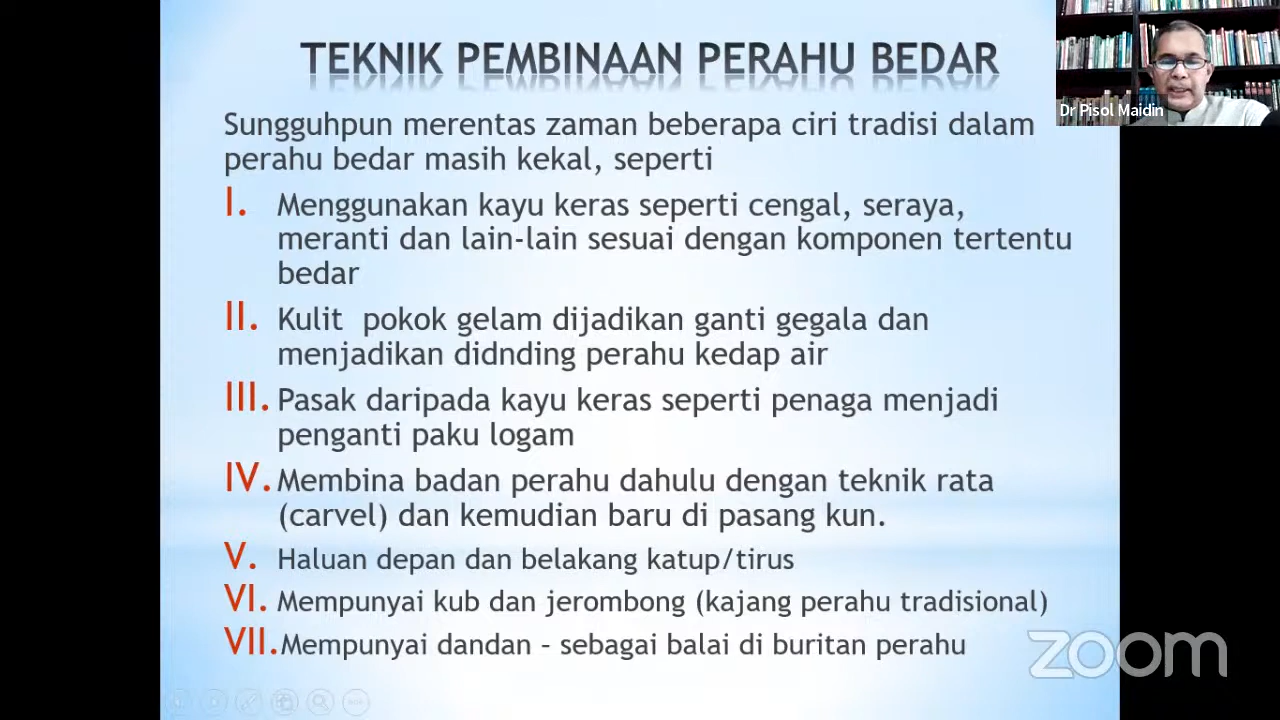 TEKNIK PEMBINAAN PERAHU BEDAR
Dr Pisol Maidin
Sungguhpun merentas zaman beberapa ciri tradisi dalam
perahu bedar masih kekal, seperti
I. Menggunakan kayu keras seperti cengal, seraya,
meranti dan lain-lain sesuai dengan komponen tertentu
bedar
II. Kulit pokok gelam dijadikan ganti gegala dan
menjadikan didnding perahu kedap air
III. Pasak daripada kayu keras seperti penaga menjadi
penganti paku logam
IV. Membina badan perahu dahulu dengan teknik rata
(carvel) dan kemudian baru di pasang kun.
V. Haluan depan dan belakang katup/tirus
VI. Mempunyai kub dan jerombong (kajang perahu tradisional)
VII. Mempunyai dandan – sebagai balai di buritan perahu
zoom